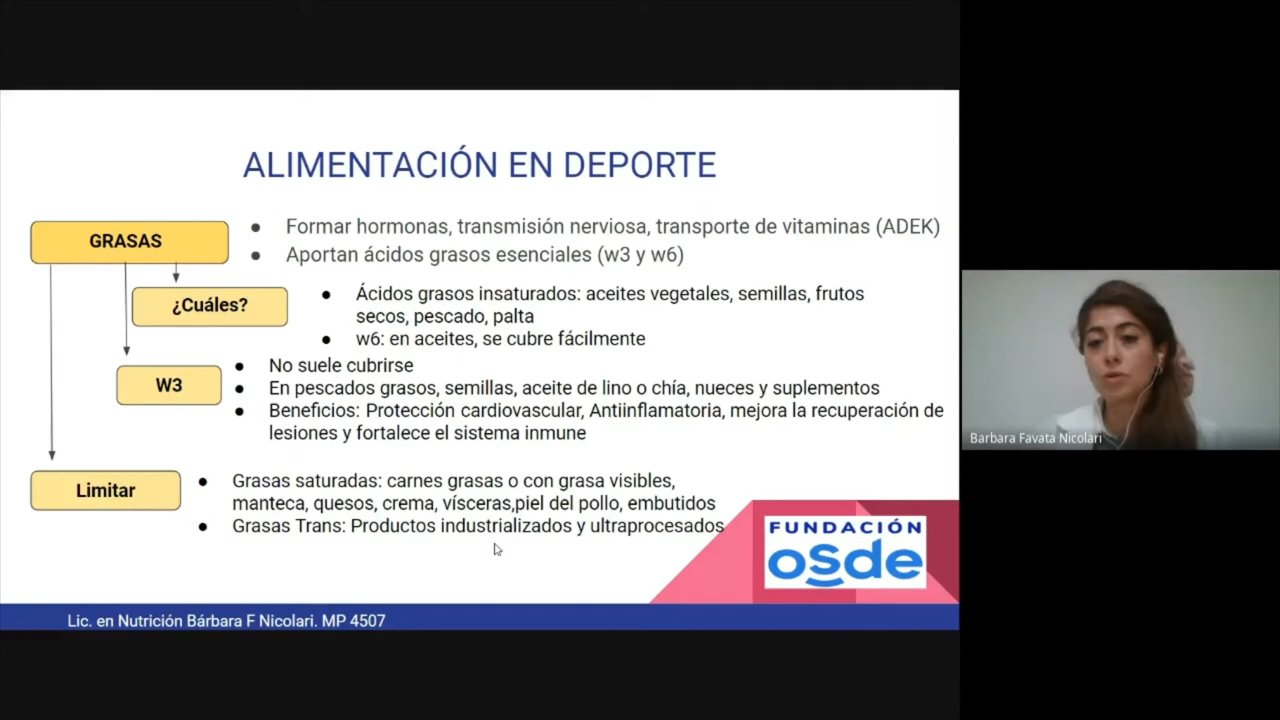 ALIMENTACIÓN EN DEPORTE
GRASAS
● Formar hormonas, transmisión nerviosa, transporte de vitaminas (ADEK)
● Aportan ácidos grasos esenciales (w3 y w6)
¿Cuáles?
● Ácidos grasos insaturados: aceites vegetales, semillas, frutos
secos, pescado, palta
● w6: en aceites, se cubre fácilmente
W3
● No suele cubrirse
● En pescados grasos, semillas, aceite de lino o chía, nueces y suplementos
● Beneficios: Protección cardiovascular, Antiinflamatoria, mejora la recuperación de
lesiones y fortalece el sistema inmune
Limitar
● Grasas saturadas: carnes grasas o con grasa visibles,
manteca, quesos, crema, vísceras,piel del pollo, embutidos
● Grasas Trans: Productos industrializados y ultraprocesados
FUNDACIÓN
osde
Lic. en Nutrición Bárbara F Nicolari. MP 4507
Barbara Favata Nicolari